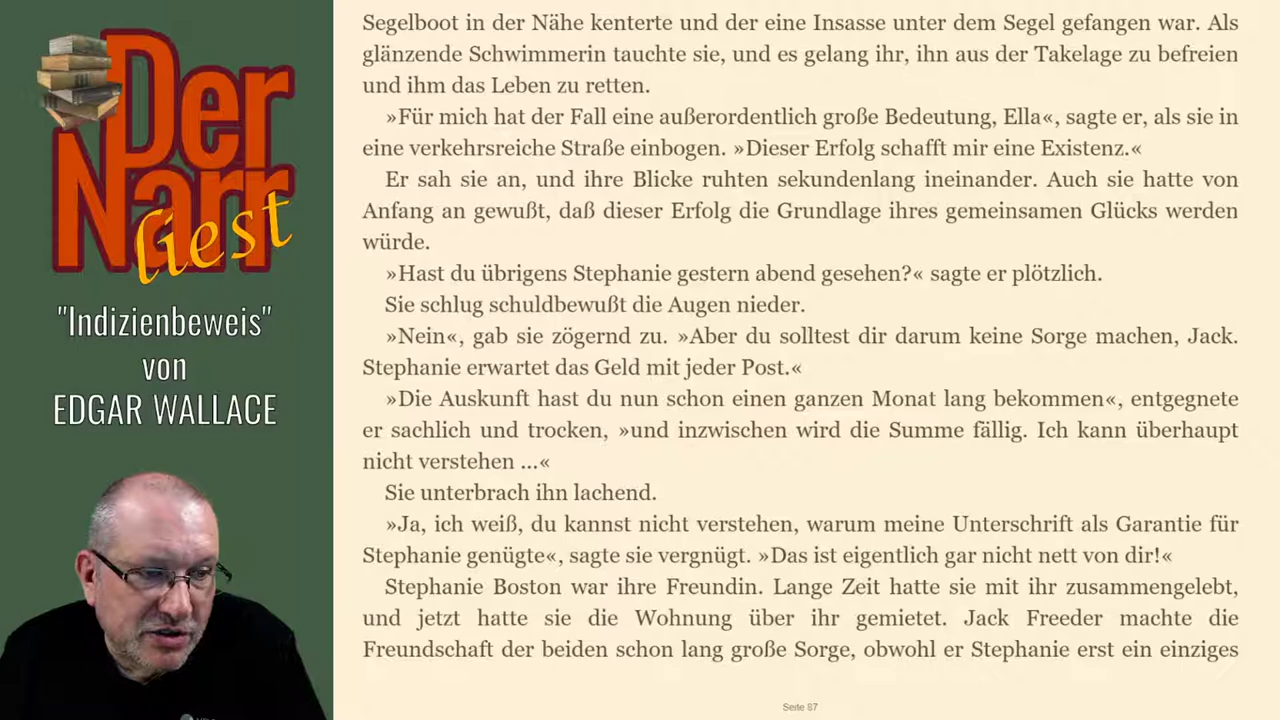 Der
Narr
liest
"Indizienbeweis"
von
EDGAR WALLACE
Segelboot in der Nähe kenterte und der eine Insasse unter dem Segel gefangen war. Als
glänzende Schwimmerin tauchte sie, und es gelang ihr, ihn aus der Takelage zu befreien
und ihm das Leben zu retten.
»Für mich hat der Fall eine außerordentlich große Bedeutung, Ella«, sagte er, als sie in
eine verkehrsreiche Straße einbogen. »Dieser Erfolg schafft mir eine Existenz.«
Er sah sie an, und ihre Blicke ruhten sekundenlang ineinander. Auch sie hatte von
Anfang an gewußt, daß dieser Erfolg die Grundlage ihres gemeinsamen Glücks werden
würde.
»Hast du übrigens Stephanie gestern abend gesehen?« sagte er plötzlich.
Sie schlug schuldbewußt die Augen nieder.
»Nein«, gab sie zögernd zu. »Aber du solltest dir darum keine Sorge machen, Jack.
Stephanie erwartet das Geld mit jeder Post.«
»Die Auskunft hast du nun schon einen ganzen Monat lang bekommen«, entgegnete
er sachlich und trocken, »und inzwischen wird die Summe fällig. Ich kann überhaupt
nicht verstehen ...«
Sie unterbrach ihn lachend.
»Ja, ich weiß, du kannst nicht verstehen, warum meine Unterschrift als Garantie für
Stephanie genügte«, sagte sie vergnügt. »Das ist eigentlich gar nicht nett von dir!«
Stephanie Boston war ihre Freundin. Lange Zeit hatte sie mit ihr zusammengelebt,
und jetzt hatte sie die Wohnung über ihr gemietet. Jack Freeder machte die
Freundschaft der beiden schon lang große Sorge, obwohl er Stephanie erst ein einziges
Seite 87